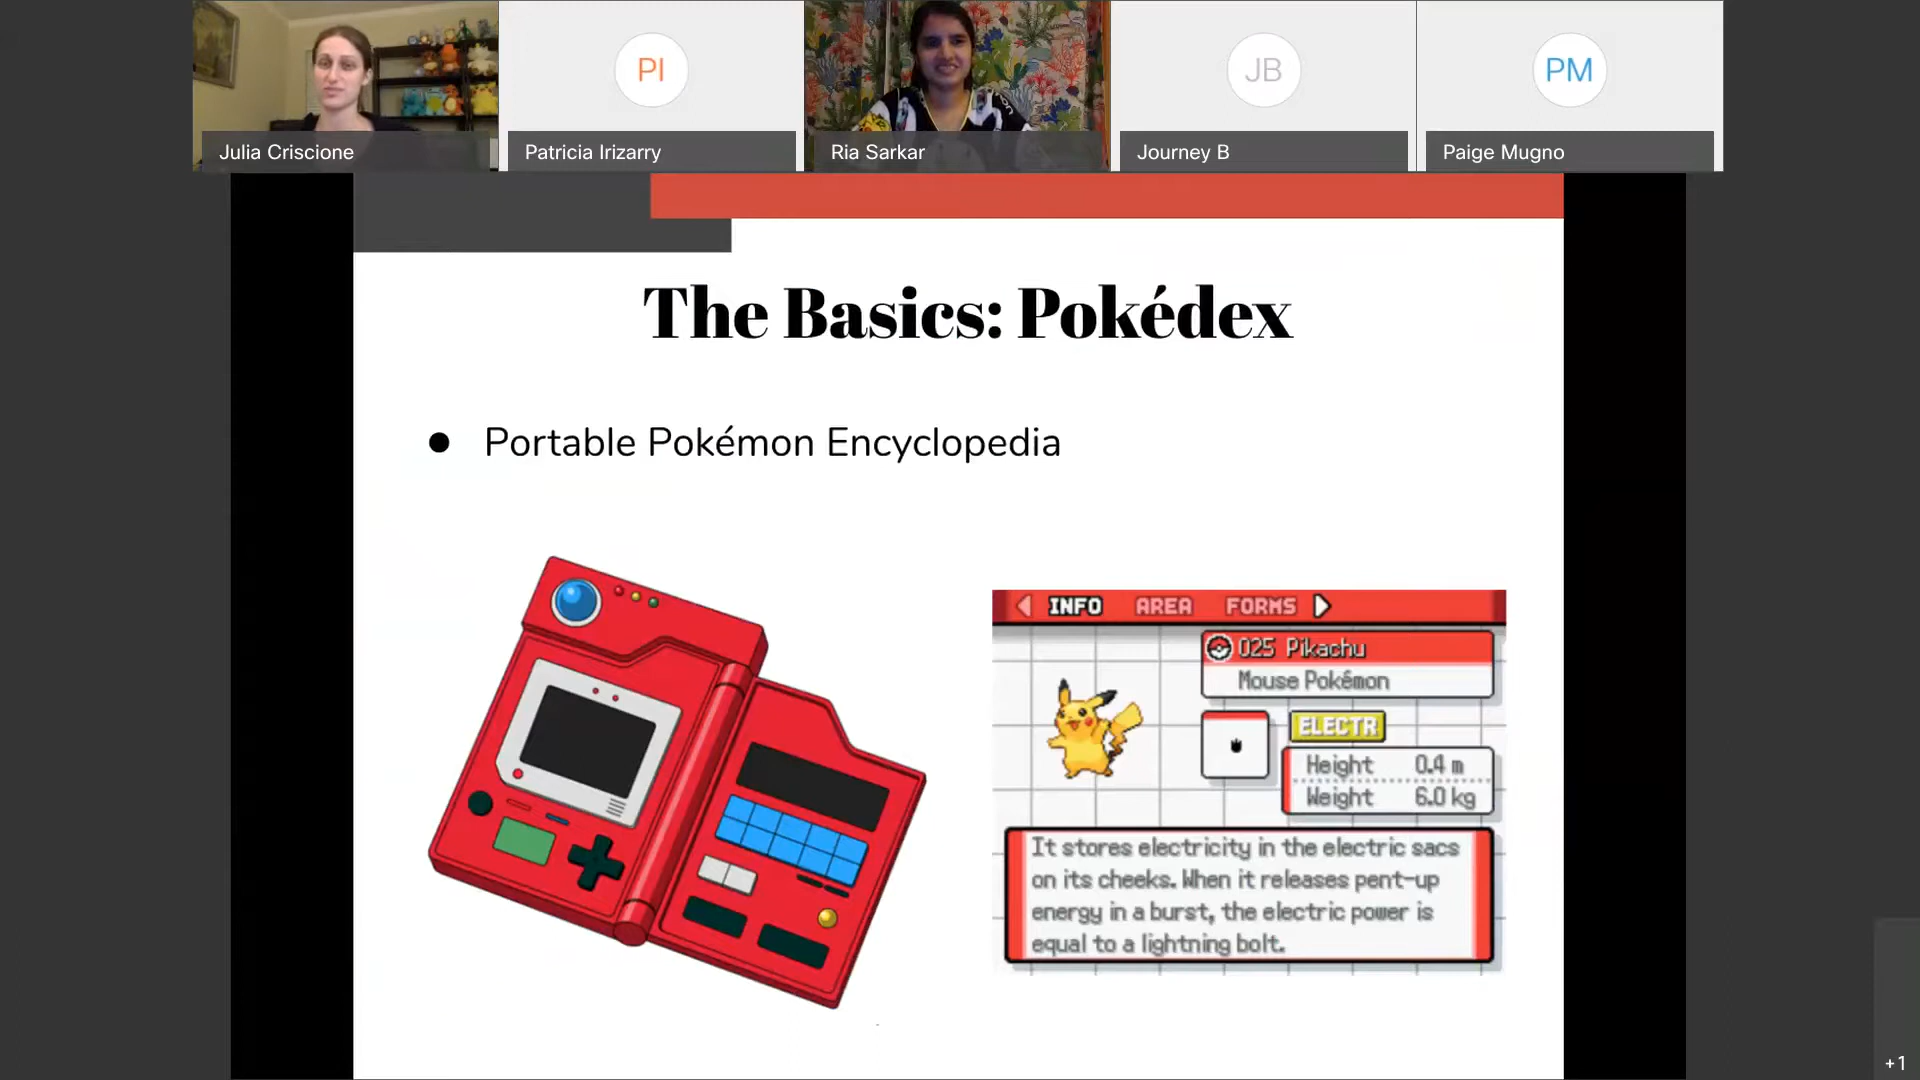 PI
JB
PM
Julia Criscione
Patricia Irizarry
Ria Sarkar
Journey B
Paige Mugno
The Basics: Pokédex
● Portable Pokémon Encyclopedia
INFO AREA FORMS
025 Pikachu
Mouse Pokémon
ELECTR
Height 0.4 m
Weight 6.0 kg
It stores electricity in the electric sacs
on its cheeks. When it releases pent-up
energy in a burst, the electric power is
equal to a lightning bolt.
+1